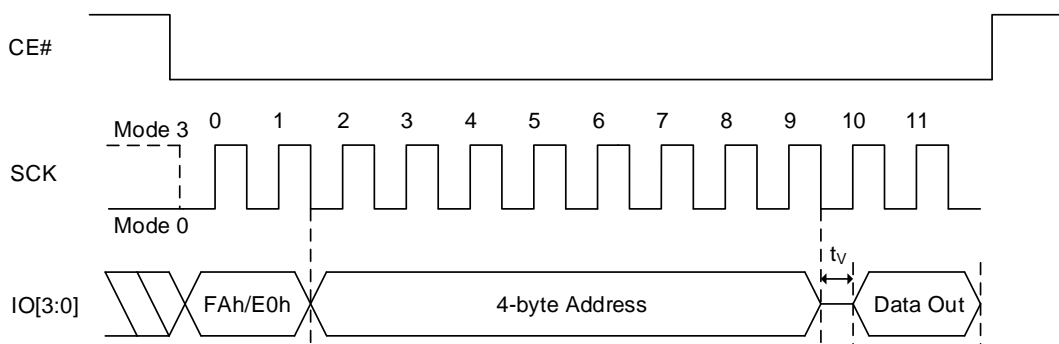 CE#
Mode 3 0 1 2 3 4 5 6 7 8 9 10 11
SCK
Mode 0
tV
IO[3:0] FAh/E0h 4-byte Address Data Out